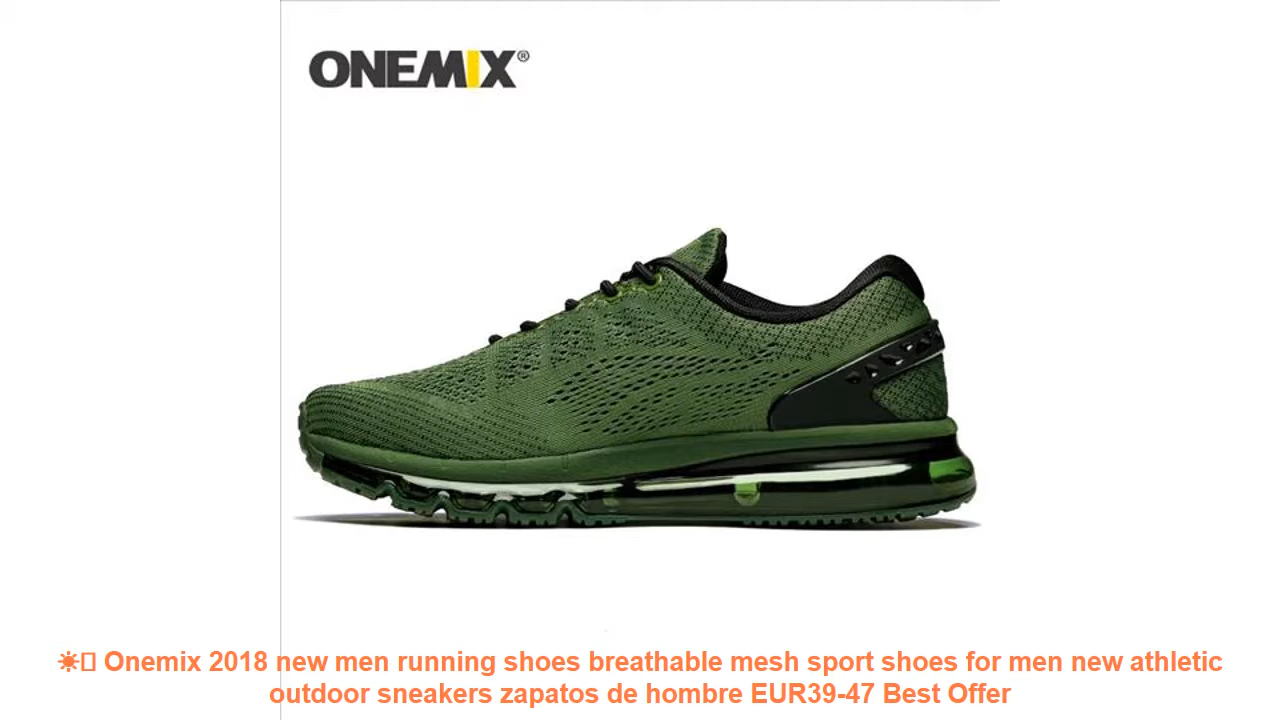 ONEMIX®
☀ Onemix 2018 new men running shoes breathable mesh sport shoes for men new athletic
outdoor sneakers zapatos de hombre EUR39-47 Best Offer